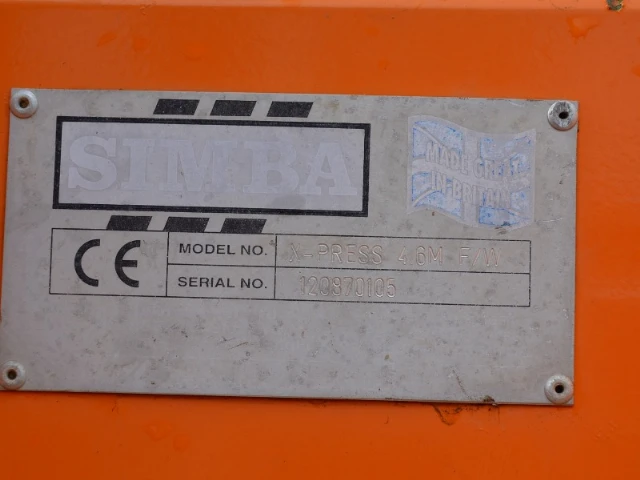 SIMBA
MADE GREAT
IN BRITAIN
CE
MODEL NO. X-PRESS 4.6M F/W
SERIAL NO. 120870105